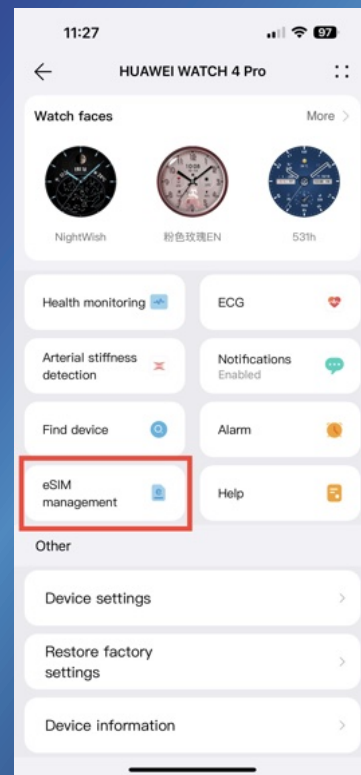 11:27
97
HUAWEI WATCH 4 Pro
Watch faces
More
NightWish
粉色玫瑰EN
531h
Health monitoring
ECG
Arterial stiffness
detection
Notifications
Enabled
Find device
Alarm
eSIM
management
Help
Other
Device settings
Restore factory
settings
Device information